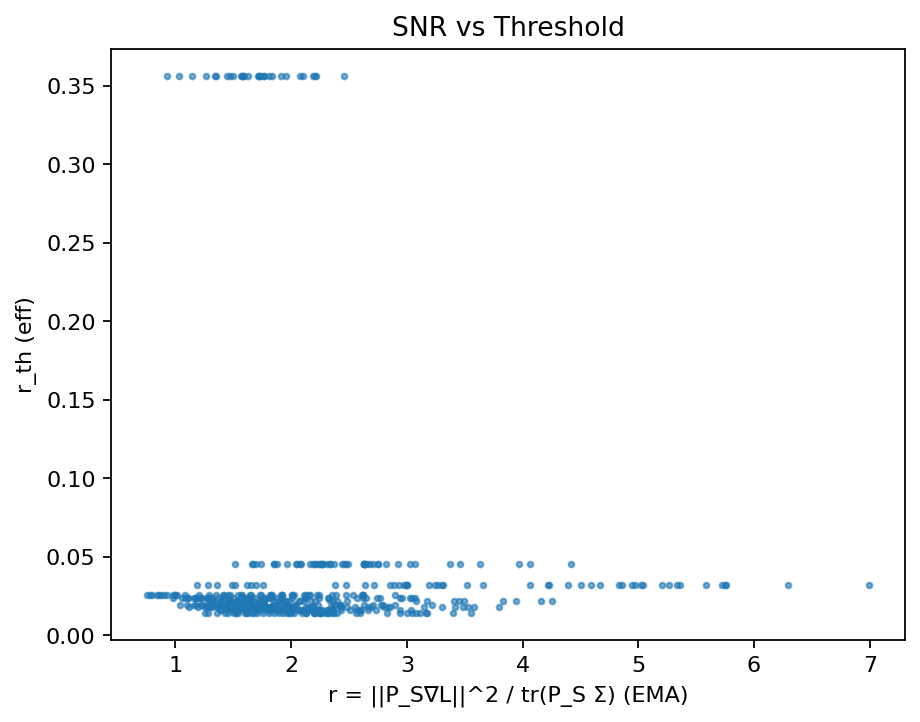 SNR vs Threshold
r_th (eff)
0.35
0.30
0.25
0.20
0.15
0.10
0.05
0.00
1 2 3 4 5 6 7
r = ||P_S∇L||^2 / tr(P_S Σ) (EMA)